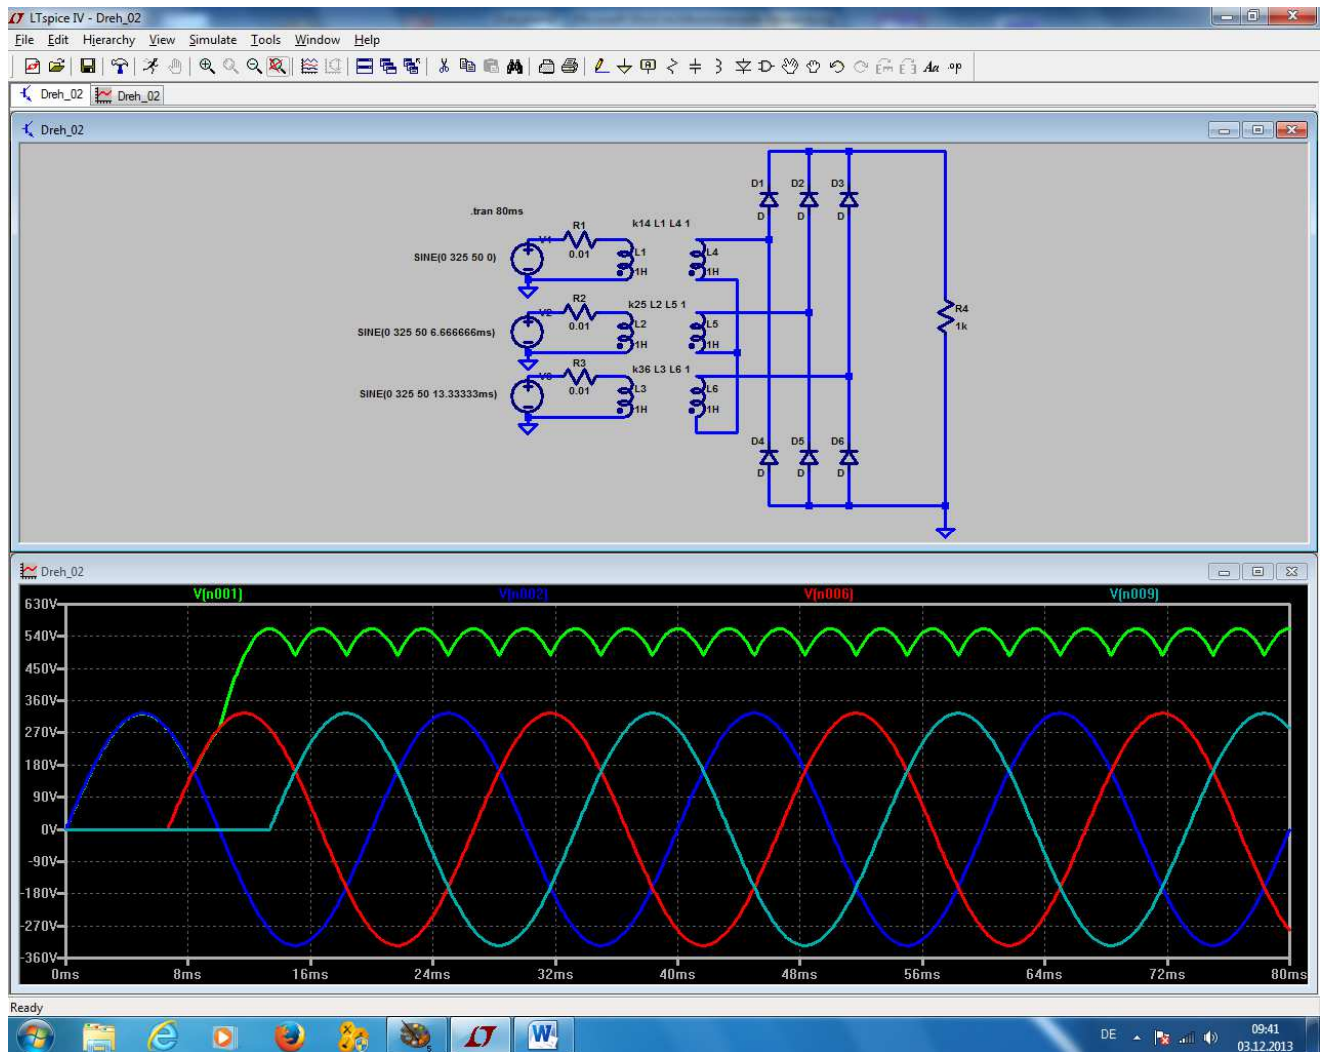 LTspice IV - Dreh_02
File Edit Hierarchy View Simulate Tools Window Help
Aa .op
Dreh_02 Dreh_02
Dreh_02
.tran 80ms
SINE(0 325 50 0)
V1
R1
0.01
k14 L1 L4 1
L1
1H
L4
1H
SINE(0 325 50 6.666666ms)
V2
R2
0.01
k25 L2 L5 1
L2
1H
L5
1H
SINE(0 325 50 13.33333ms)
V3
R3
0.01
k36 L3 L6 1
L3
1H
L6
1H
D1 D2 D3
D D D
R4
1k
D4 D5 D6
D D D
Dreh_02
V(n001) V(n002) V(n006) V(n009)
630V
540V
450V
360V
270V
180V
90V
0V
-90V
-180V
-270V
-360V
0ms 8ms 16ms 24ms 32ms 40ms 48ms 56ms 64ms 72ms 80ms
Ready
DE
09:41
03.12.2013